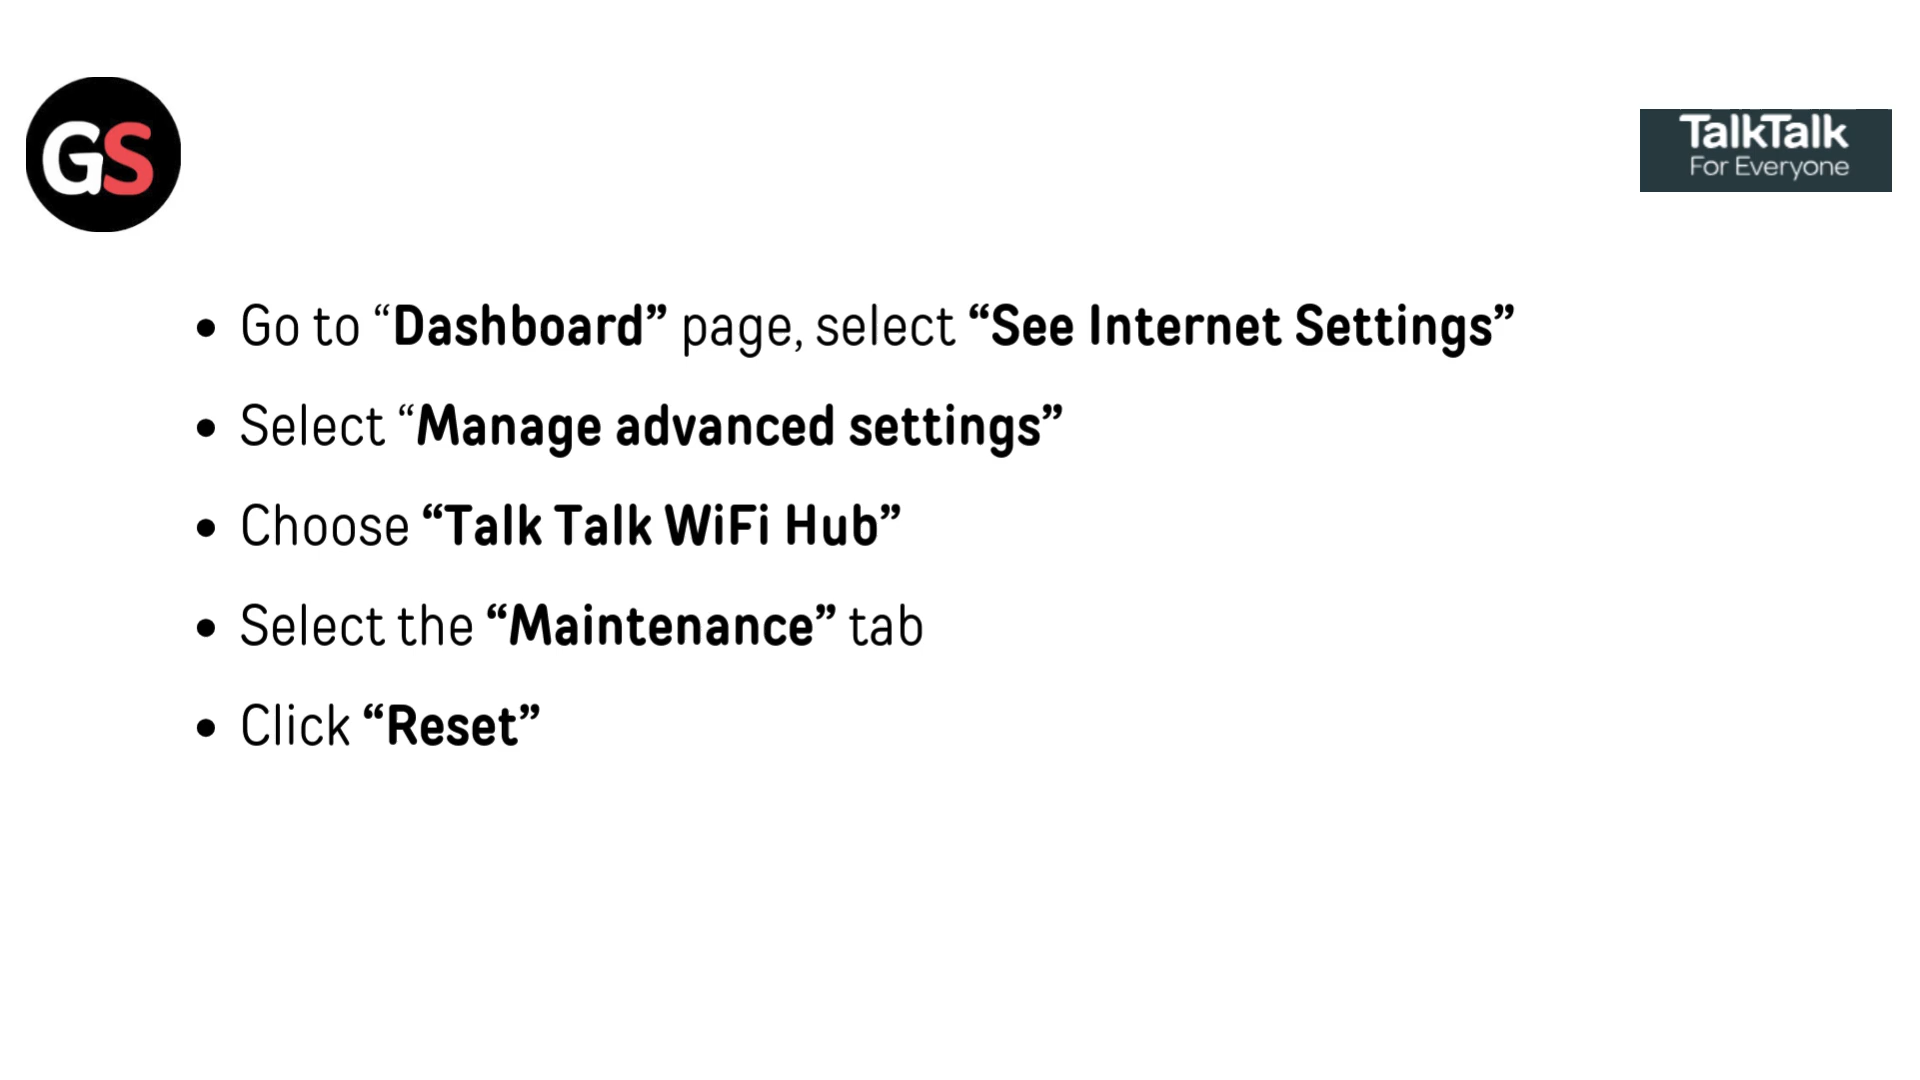 GS
TalkTalk
For Everyone
• Go to “Dashboard” page, select “See Internet Settings”
• Select “Manage advanced settings”
• Choose “Talk Talk WiFi Hub”
• Select the “Maintenance” tab
• Click “Reset”